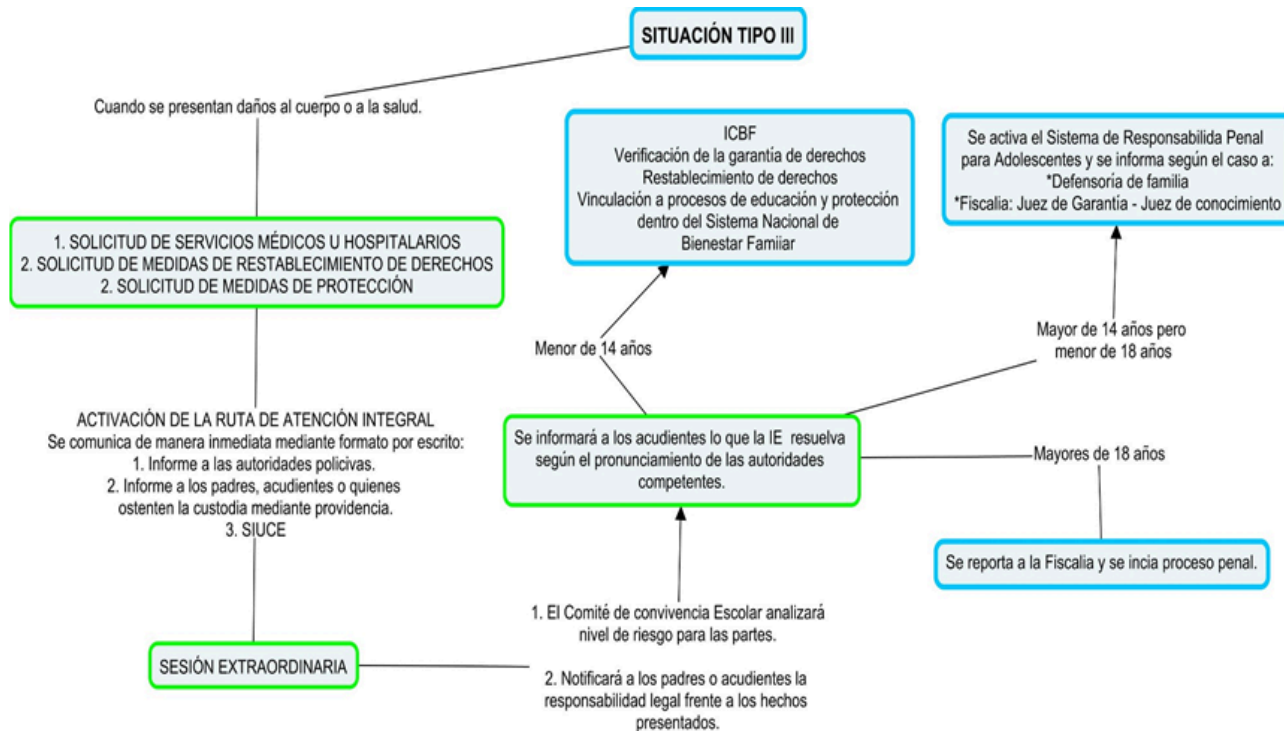 SITUACIÓN TIPO III
Cuando se presentan daños al cuerpo o a la salud.
1. SOLICITUD DE SERVICIOS MÉDICOS U HOSPITALARIOS
2. SOLICITUD DE MEDIDAS DE RESTABLECIMIENTO DE DERECHOS
2. SOLICITUD DE MEDIDAS DE PROTECCIÓN
ACTIVACIÓN DE LA RUTA DE ATENCIÓN INTEGRAL
Se comunica de manera inmediata mediante formato por escrito:
1. Informe a las autoridades policivas.
2. Informe a los padres, acudientes o quienes
ostenten la custodia mediante providencia.
3. SIUCE
SESIÓN EXTRAORDINARIA
1. El Comité de convivencia Escolar analizará
nivel de riesgo para las partes.
2. Notificará a los padres o acudientes la
responsabilidad legal frente a los hechos
presentados.
Se informará a los acudientes lo que la IE resuelva
según el pronunciamiento de las autoridades
competentes.
Menor de 14 años
ICBF
Verificación de la garantía de derechos
Restablecimiento de derechos
Vinculación a procesos de educación y protección
dentro del Sistema Nacional de
Bienestar Famiiar
Mayor de 14 años pero
menor de 18 años
Se activa el Sistema de Responsabilida Penal
para Adolescentes y se informa según el caso a:
*Defensoría de familia
*Fiscalia: Juez de Garantía - Juez de conocimiento
Mayores de 18 años
Se reporta a la Fiscalia y se incia proceso penal.